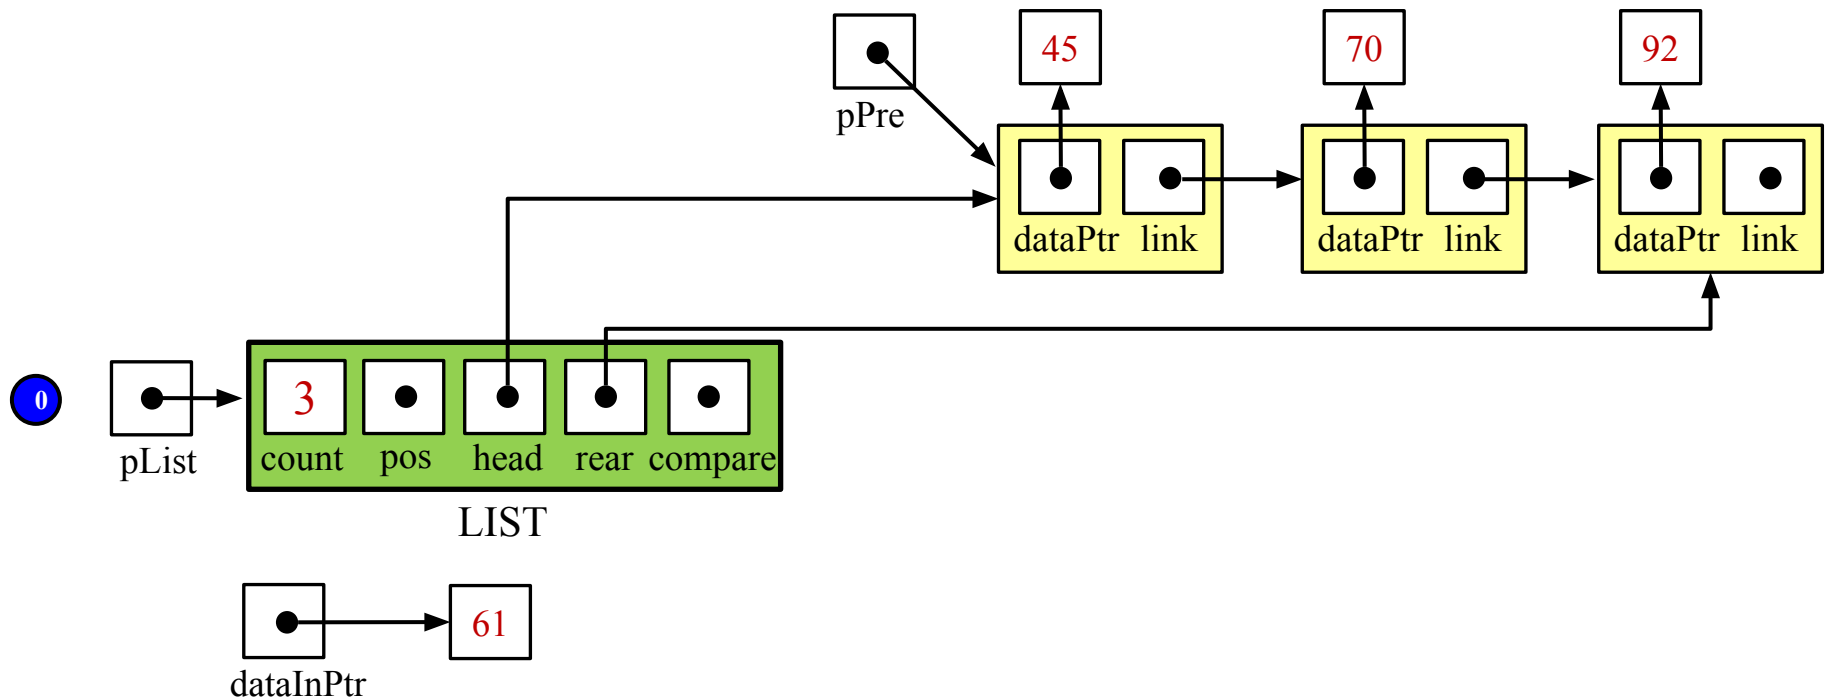 45 70 92
pPre
dataPtr link dataPtr link dataPtr link
0 3
pList count pos head rear compare
LIST
61
dataInPtr